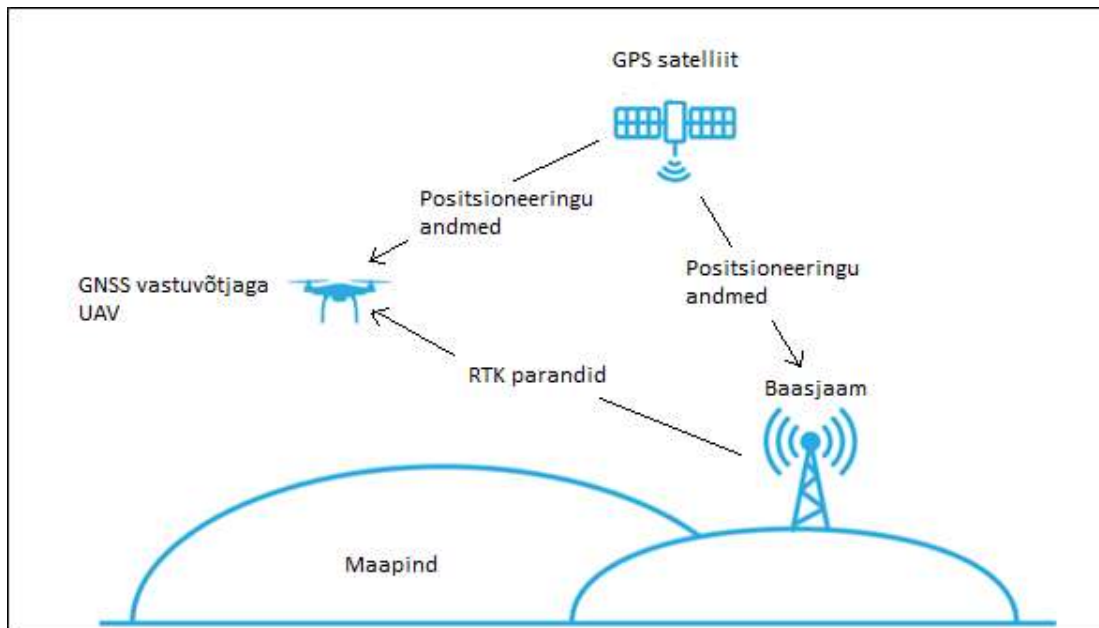 GPS satelliit
Positsioneeringu
andmed
GNSS vastuvõtjaga
UAV
Positsioneeringu
andmed
RTK parandid
Baasjaam
Maapind